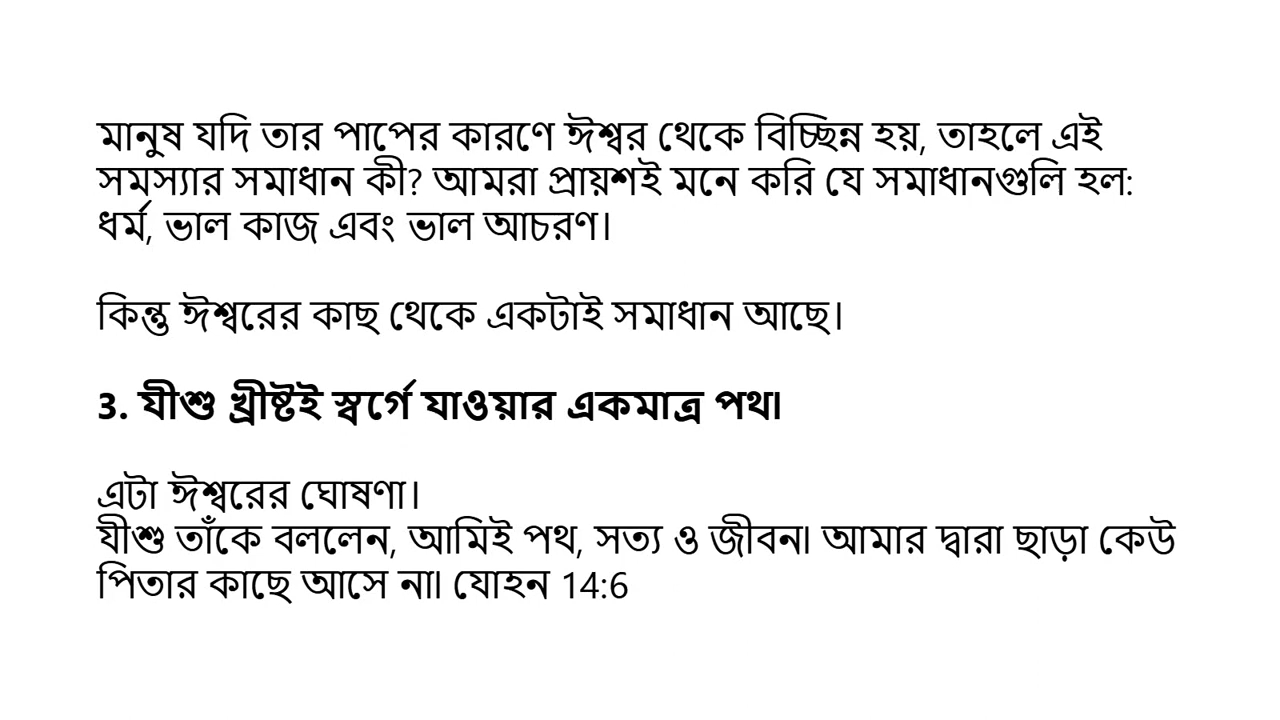 মানুষ যদি তার পাপের কারণে ঈশ্বর থেকে বিচ্ছিন্ন হয়, তাহলে এই
সমস্যার সমাধান কী? আমরা প্রায়শই মনে করি যে সমাধানগুলি হল:
ধর্ম, ভাল কাজ এবং ভাল আচরণ।
কিন্তু ঈশ্বরের কাছ থেকে একটাই সমাধান আছে।
3. যীশু খ্রীষ্টই স্বর্গে যাওয়ার একমাত্র পথ৷
এটা ঈশ্বরের ঘোষণা।
যীশু তাঁকে বললেন, আমিই পথ, সত্য ও জীবন৷ আমার দ্বারা ছাড়া কেউ
পিতার কাছে আসে না৷ যোহন 14:6